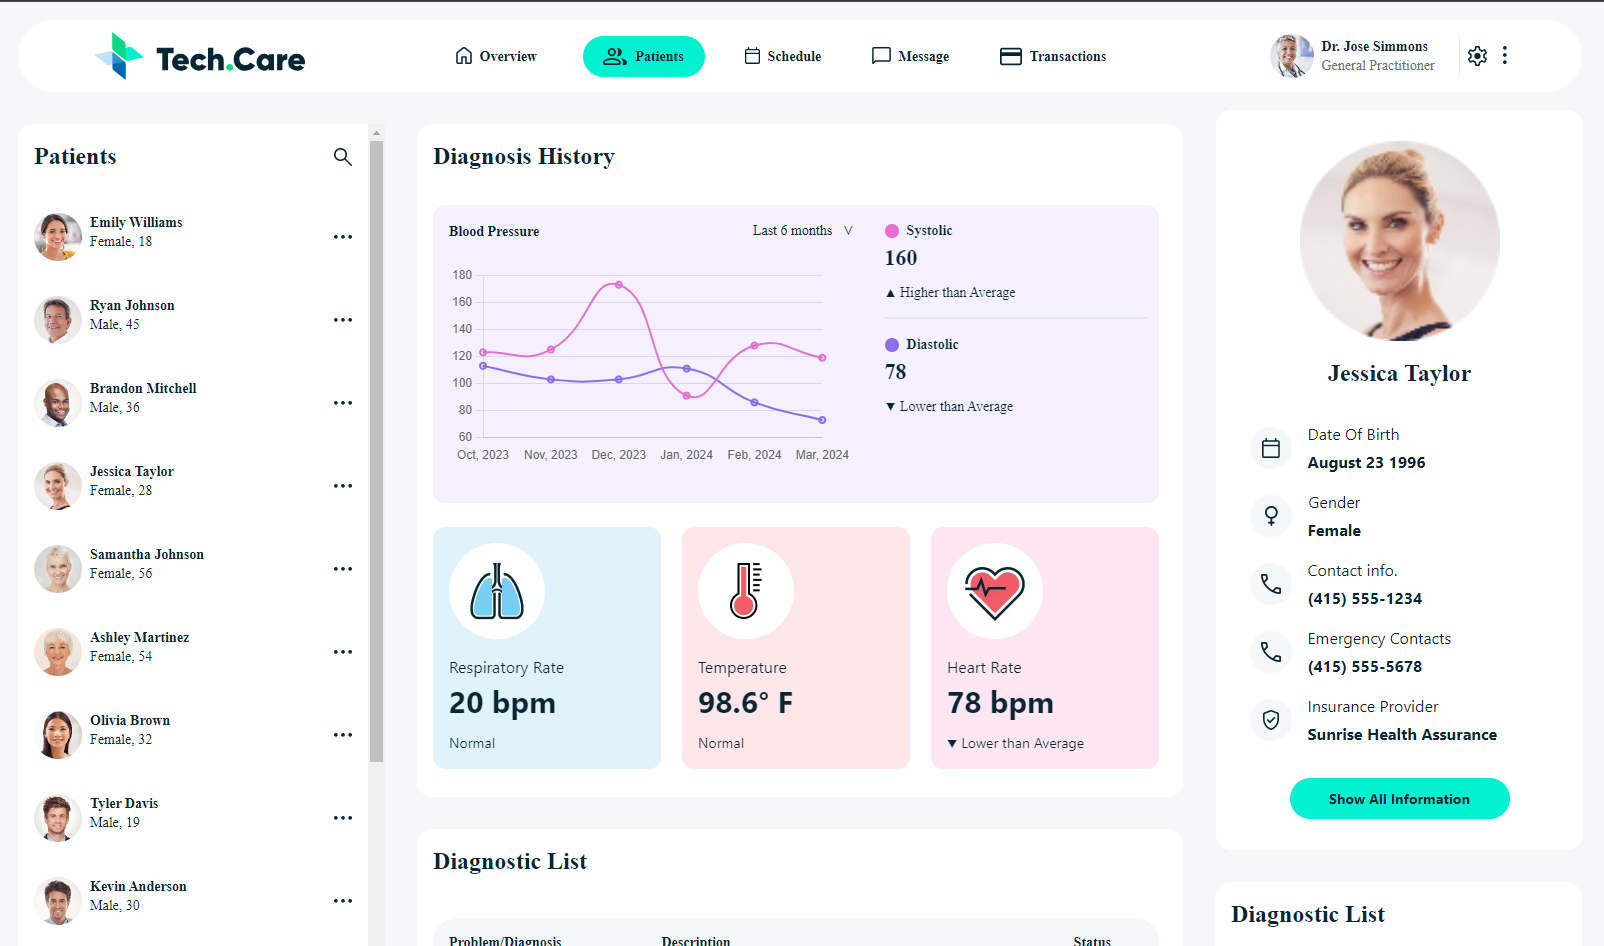 Tech.Care
Overview
Patients
Schedule
Message
Transactions
Dr. Jose Simmons
General Practitioner
Patients
Emily Williams
Female, 18
Ryan Johnson
Male, 45
Brandon Mitchell
Male, 36
Jessica Taylor
Female, 28
Samantha Johnson
Female, 56
Ashley Martinez
Female, 54
Olivia Brown
Female, 32
Tyler Davis
Male, 19
Kevin Anderson
Male, 30
Diagnosis History
Blood Pressure
Last 6 months V
180
160
140
120
100
80
60
Oct, 2023 Nov, 2023 Dec, 2023 Jan, 2024 Feb, 2024 Mar, 2024
Systolic
160
▲ Higher than Average
Diastolic
78
▼ Lower than Average
Respiratory Rate
20 bpm
Normal
Temperature
98.6° F
Normal
Heart Rate
78 bpm
▼ Lower than Average
Diagnostic List
Problem/Diagnosis Description Status
Jessica Taylor
Date Of Birth
August 23 1996
Gender
Female
Contact info.
(415) 555-1234
Emergency Contacts
(415) 555-5678
Insurance Provider
Sunrise Health Assurance
Show All Information
Diagnostic List